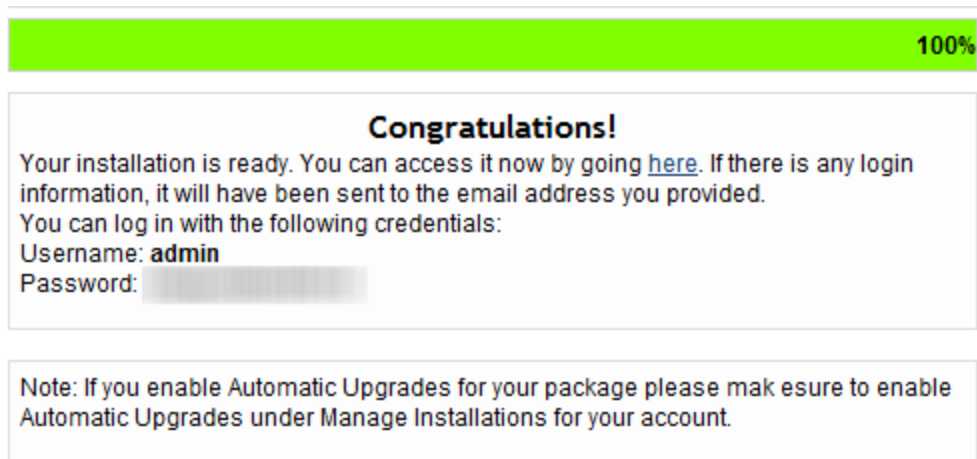 100%
Congratulations!
Your installation is ready. You can access it now by going here. If there is any login
information, it will have been sent to the email address you provided.
You can log in with the following credentials:
Username: admin
Password:
Note: If you enable Automatic Upgrades for your package please mak esure to enable
Automatic Upgrades under Manage Installations for your account.